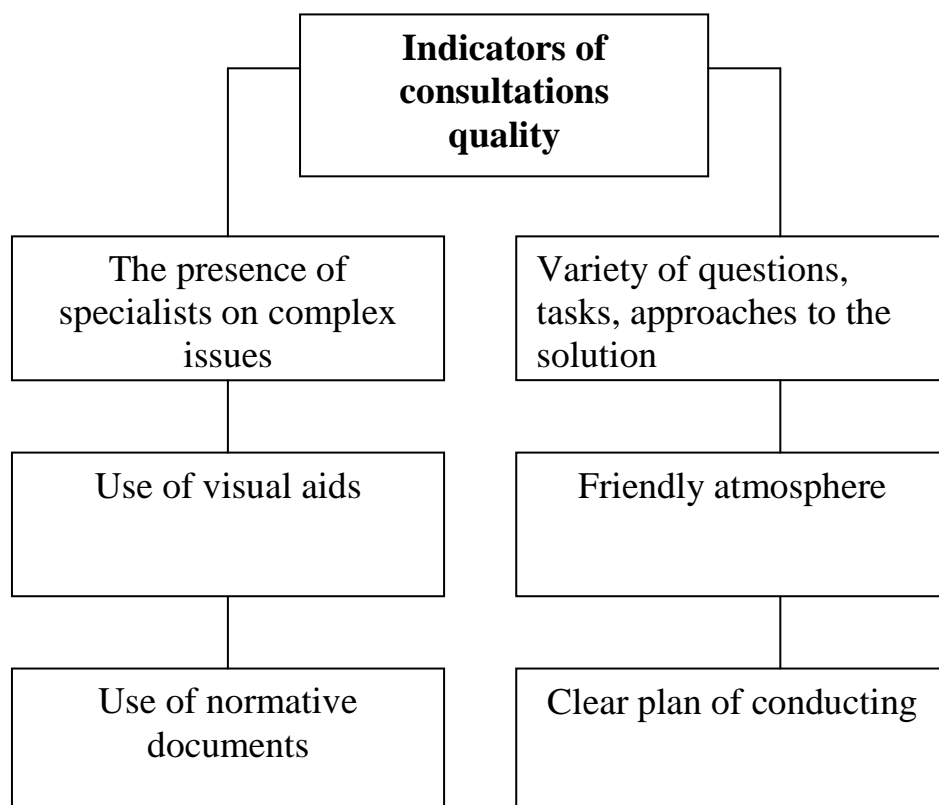 Indicators of
consultations
quality
The presence of
specialists on complex
issues
Variety of questions,
tasks, approaches to the
solution
Use of visual aids
Friendly atmosphere
Use of normative
documents
Clear plan of conducting